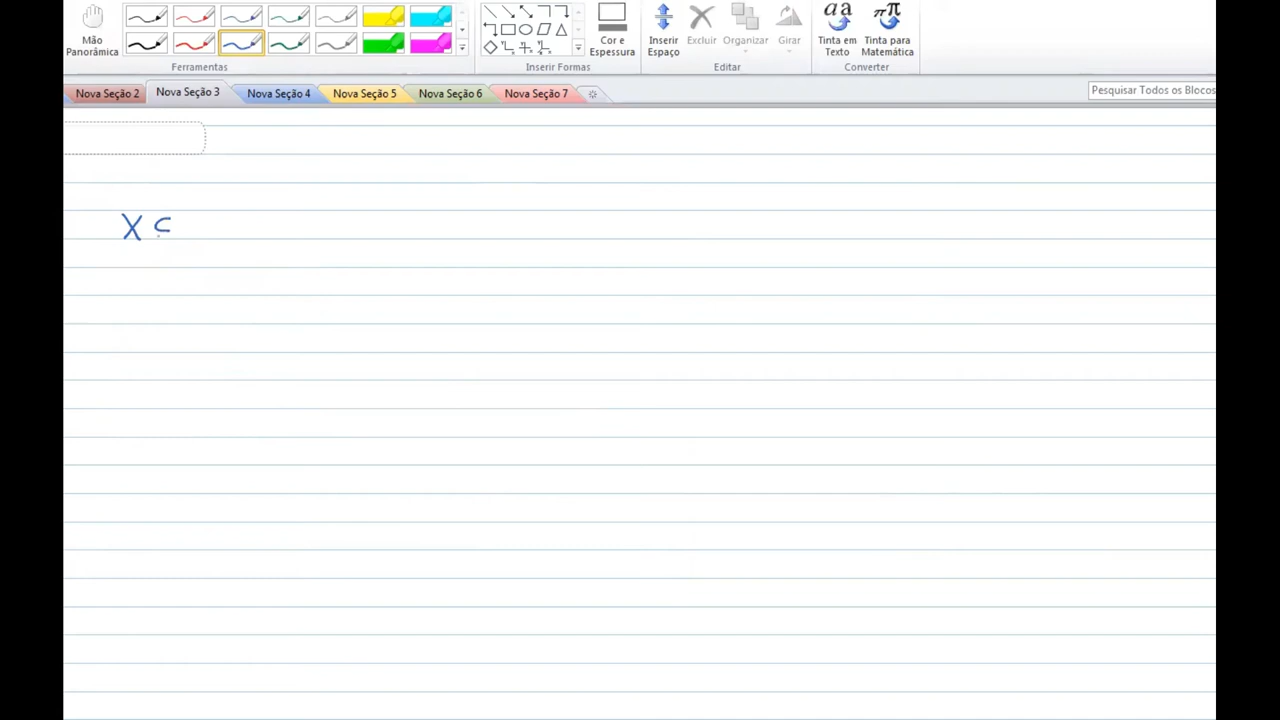 Mão
Panorâmica
Ferramentas
Inserir Formas
Cor e
Espessura
Inserir
Espaço
Excluir
Organizar
Girar
Editar
aa
Tinta em
Texto
ππ
Tinta para
Matemática
Converter
Nova Seção 2
Nova Seção 3
Nova Seção 4
Nova Seção 5
Nova Seção 6
Nova Seção 7
Pesquisar Todos os Blocos
X